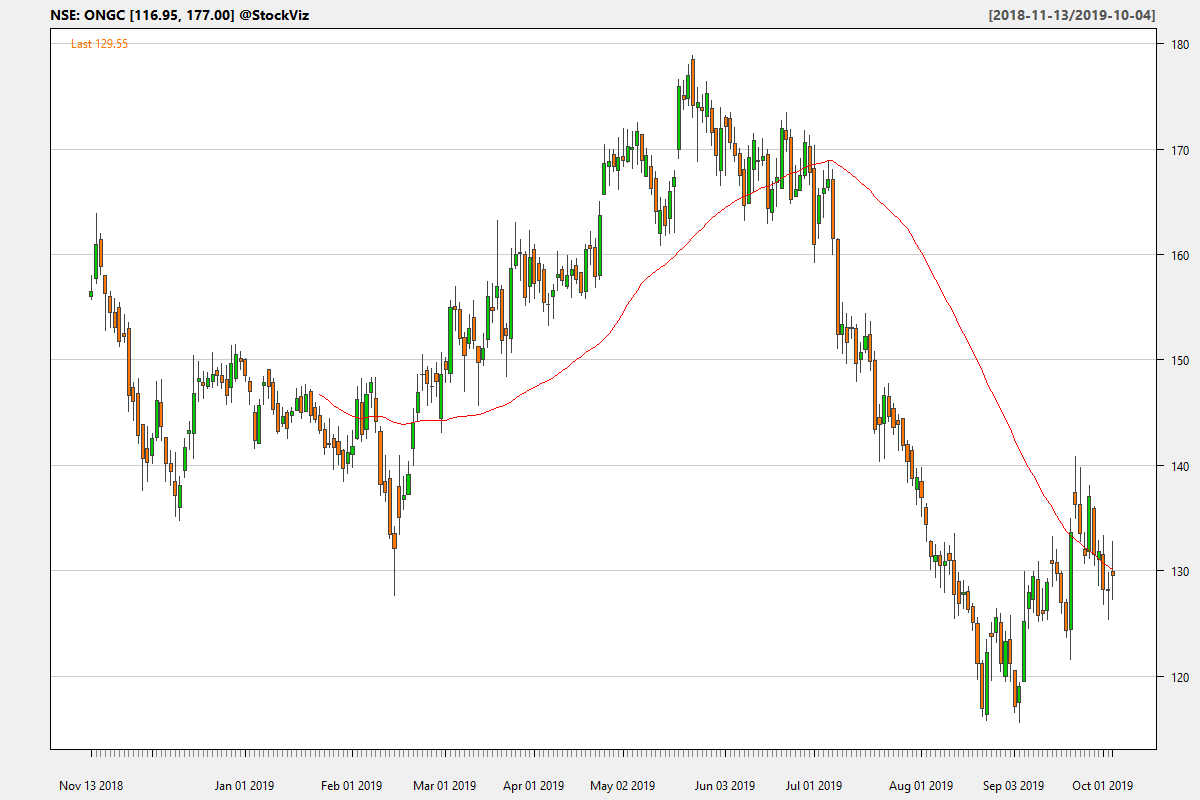 NSE: ONGC [116.95, 177.00] @StockViz
[2018-11-13/2019-10-04]
Last 129.55
180
170
160
150
140
130
120
Nov 13 2018
Jan 01 2019
Feb 01 2019
Mar 01 2019
Apr 01 2019
May 02 2019
Jun 03 2019
Jul 01 2019
Aug 01 2019
Sep 03 2019
Oct 01 2019